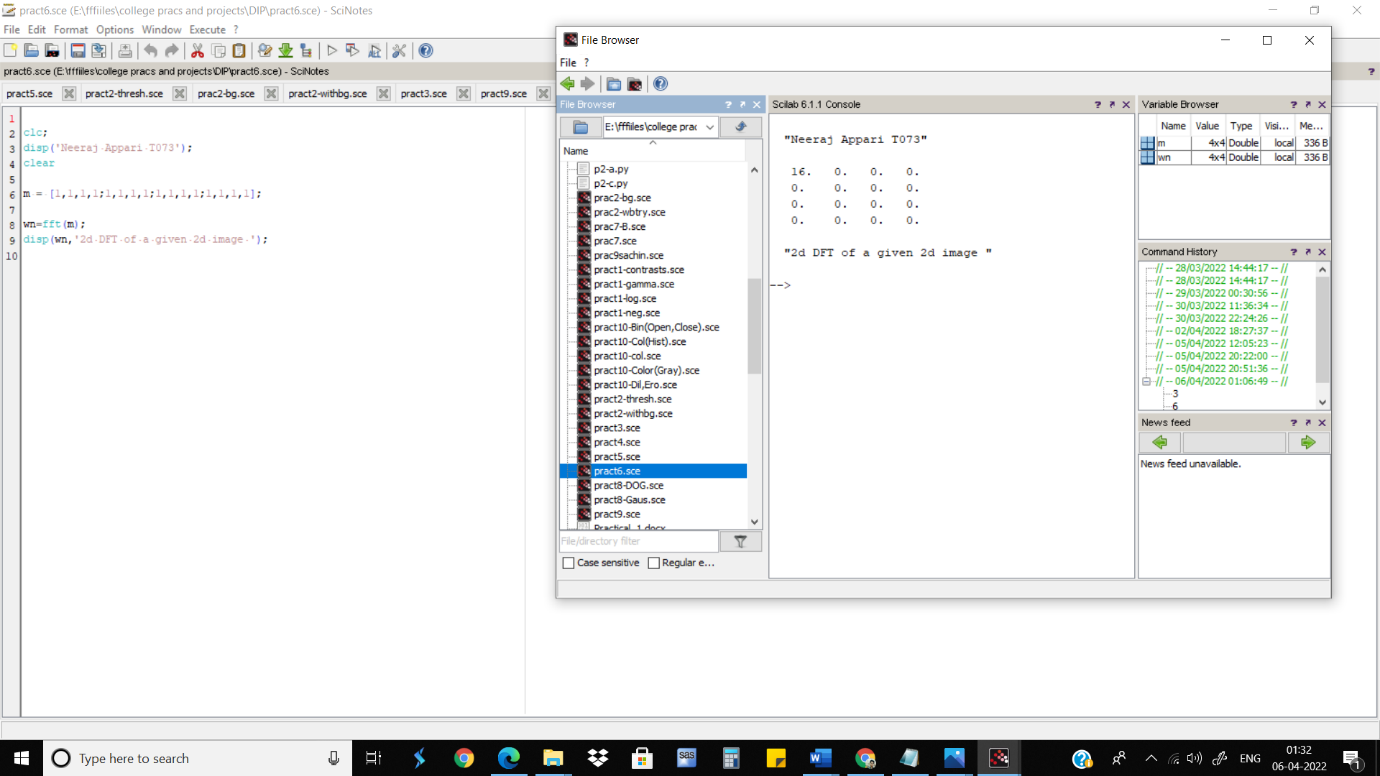 pract6.sce (E:\fffiiles\college pracs and projects\DIP\pract6.sce) - SciNotes
File Edit Format Options Window Execute ?
pract6.sce (E:\fffiiles\college pracs and projects\DIP\pract6.sce) - SciNotes ?
pract5.sce pract2-thresh.sce prac2-bg.sce pract2-withbg.sce pract3.sce pract9.sce
1
2 clc;
3 disp('Neeraj Appari T073');
4 clear
5
6 m = [1,1,1,1;1,1,1,1;1,1,1,1;1,1,1,1];
7
8 wn=fft(m);
9 disp(wn,'2d DFT of a given 2d image ');
10
File Browser
File ?
File Browser ?
E:\fffiiles\college prac
Name
p2-a.py
p2-c.py
prac2-bg.sce
prac2-wbtry.sce
prac7-B.sce
prac7.sce
prac9sachin.sce
pract1-contrasts.sce
pract1-gamma.sce
pract1-log.sce
pract1-neg.sce
pract10-Bin(Open,Close).sce
pract10-Col(Hist).sce
pract10-col.sce
pract10-Color(Gray).sce
pract10-Dil,Ero.sce
pract2-thresh.sce
pract2-withbg.sce
pract3.sce
pract4.sce
pract5.sce
pract6.sce
pract8-DOG.sce
pract8-Gaus.sce
pract9.sce
Practical_1.docx
File/directory filter
Case sensitive Regular e...
Scilab 6.1.1 Console ?
"Neeraj Appari T073"
16. 0. 0. 0.
0. 0. 0. 0.
0. 0. 0. 0.
0. 0. 0. 0.
"2d DFT of a given 2d image "
-->
Variable Browser ?
Name Value Type Visi... Me...
m 4x4 Double local 336 B
wn 4x4 Double local 336 B
Command History ?
// -- 28/03/2022 14:44:17 -- //
// -- 28/03/2022 14:44:17 -- //
// -- 29/03/2022 00:30:56 -- //
// -- 30/03/2022 11:36:34 -- //
// -- 30/03/2022 22:24:26 -- //
// -- 02/04/2022 18:27:37 -- //
// -- 05/04/2022 12:05:23 -- //
// -- 05/04/2022 20:22:00 -- //
// -- 05/04/2022 20:51:36 -- //
// -- 06/04/2022 01:06:49 -- //
3
6
News feed ?
News feed unavailable.
Type here to search
sas
ENG
01:32
06-04-2022
1